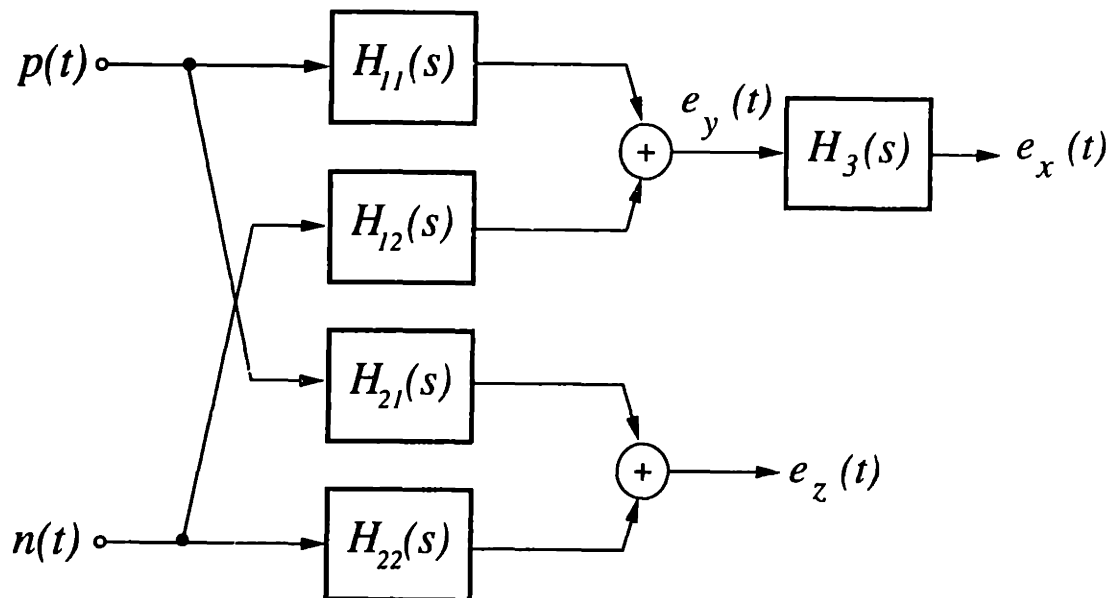 p(t)
H₁₁(s)
+
e_y (t)
H₃(s)
e_x (t)
H₁₂(s)
H₂₁(s)
+
e_z (t)
n(t)
H₂₂(s)